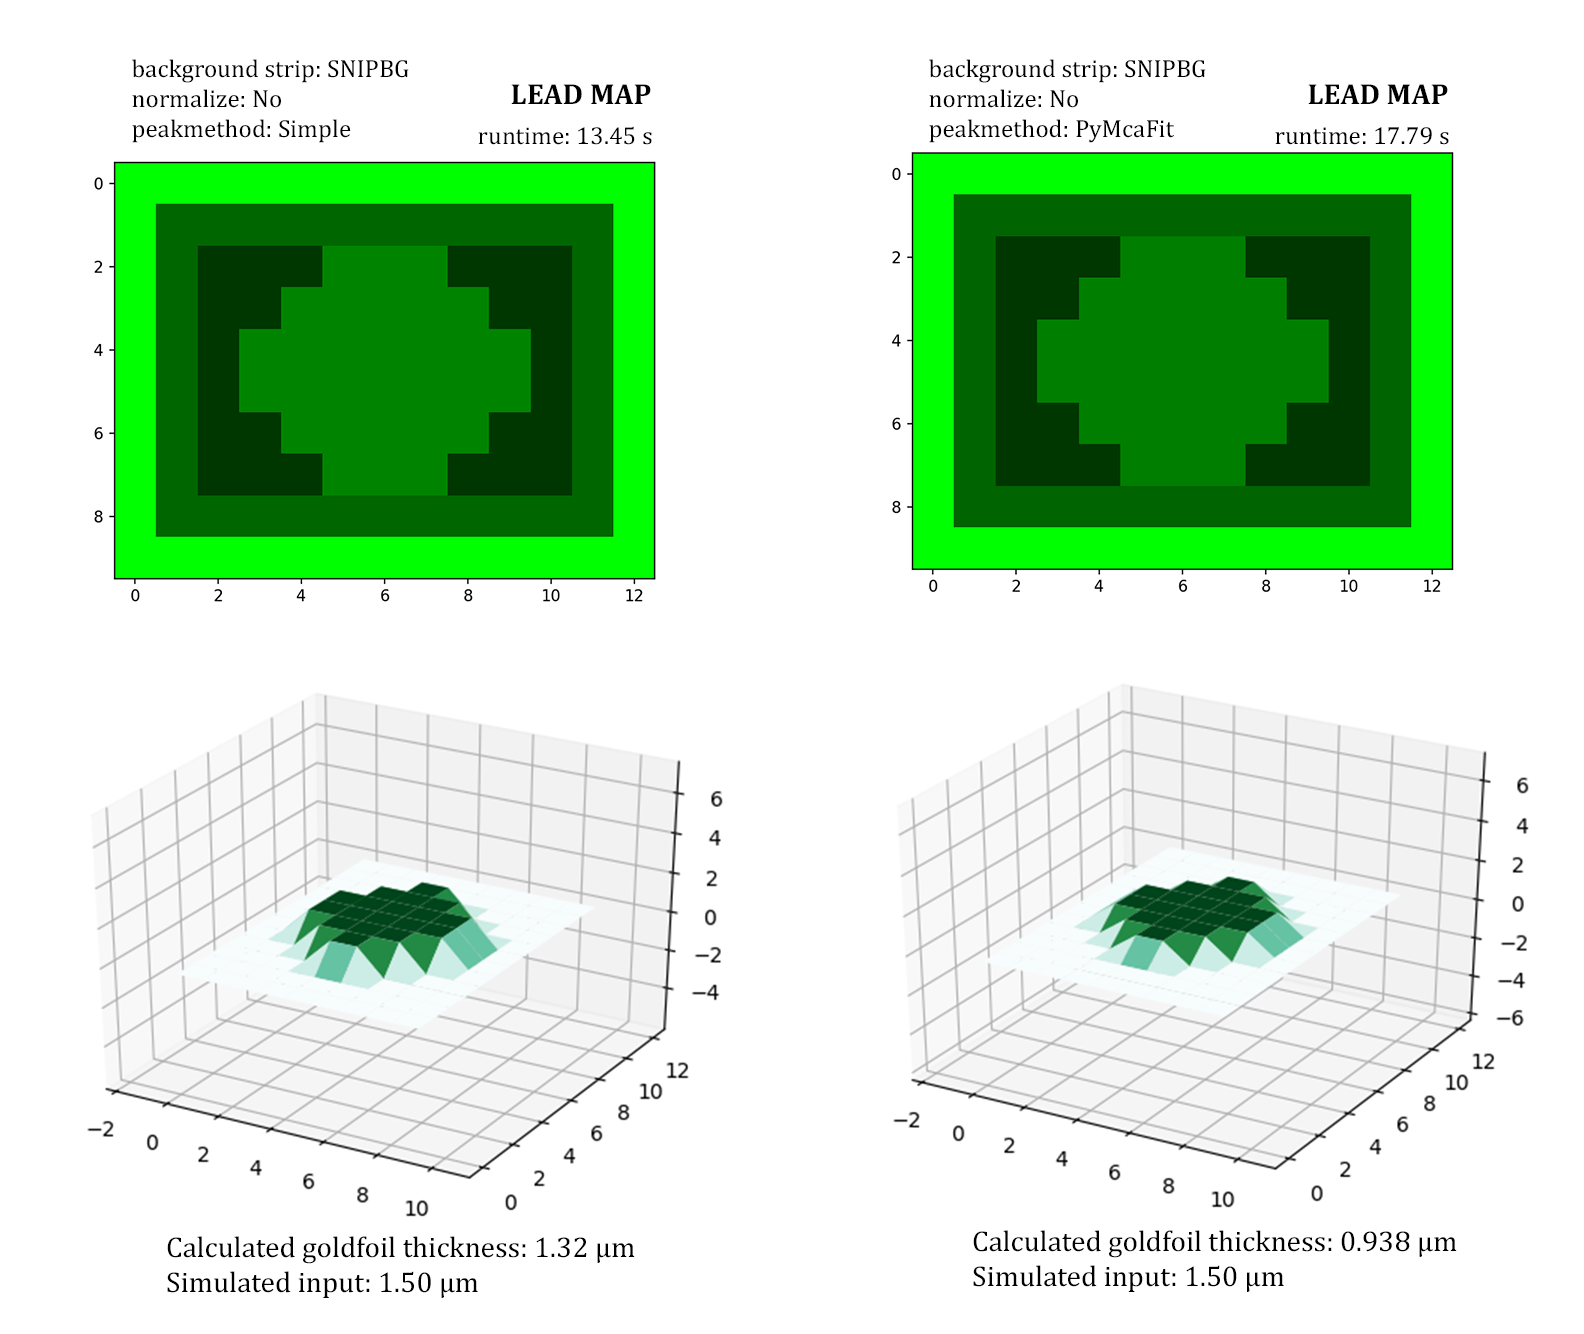 background strip: SNIPBG
normalize: No
peakmethod: Simple
LEAD MAP
runtime: 13.45 s
0
2
4
6
8
0 2 4 6 8 10 12
background strip: SNIPBG
normalize: No
peakmethod: PyMcaFit
LEAD MAP
runtime: 17.79 s
0
2
4
6
8
0 2 4 6 8 10 12
6
4
2
0
−2
−4
−2 0 2 4 6 8 10
0 2 4 6 8 10 12
Calculated goldfoil thickness: 1.32 μm
Simulated input: 1.50 μm
6
4
2
0
−2
−4
−6
−2 0 2 4 6 8 10
0 2 4 6 8 10 12
Calculated goldfoil thickness: 0.938 μm
Simulated input: 1.50 μm